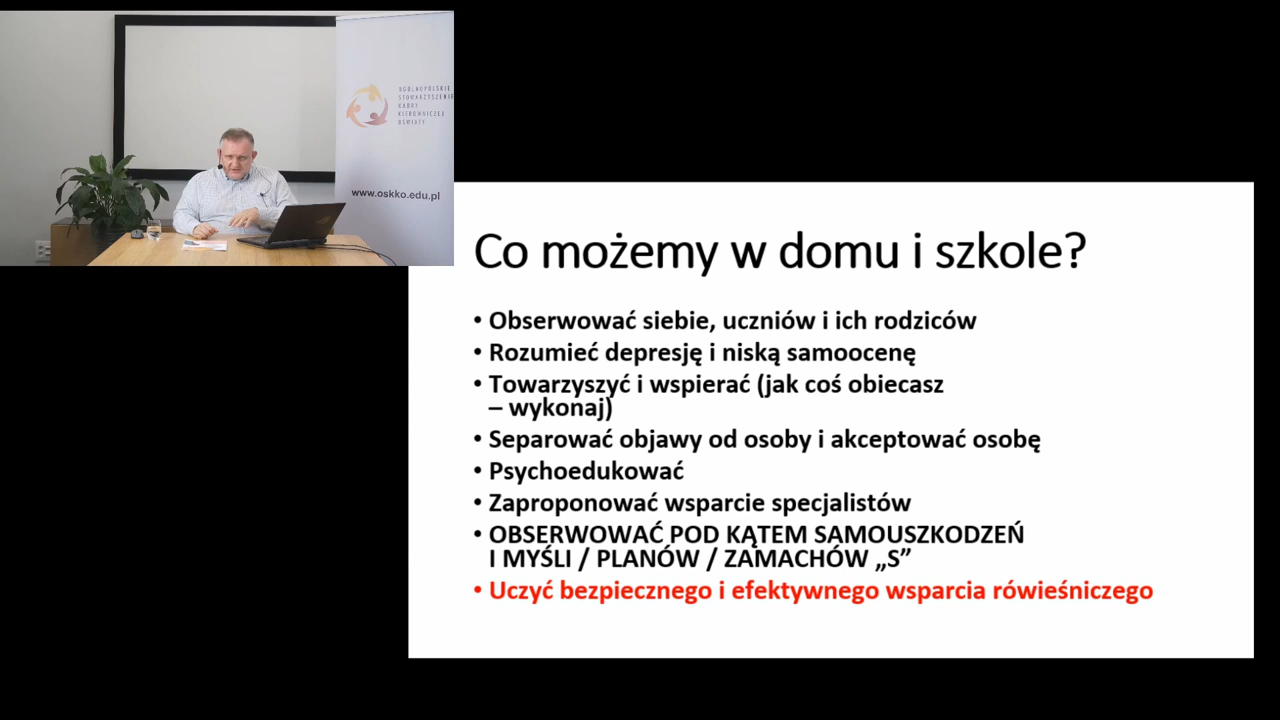 OGÓLNOPOLSKIE
STOWARZYSZENIE
KADRY
KIEROWNICZEJ
OŚWIATY
www.oskko.edu.pl
Co możemy w domu i szkole?
• Obserwować siebie, uczniów i ich rodziców
• Rozumieć depresję i niską samoocenę
• Towarzyszyć i wspierać (jak coś obiecasz
– wykonaj)
• Separować objawy od osoby i akceptować osobę
• Psychoedukować
• Zaproponować wsparcie specjalistów
• OBSERWOWAĆ POD KĄTEM SAMOUSZKODZEŃ
I MYŚLI / PLANÓW / ZAMACHÓW „S”
• Uczyć bezpiecznego i efektywnego wsparcia rówieśniczego